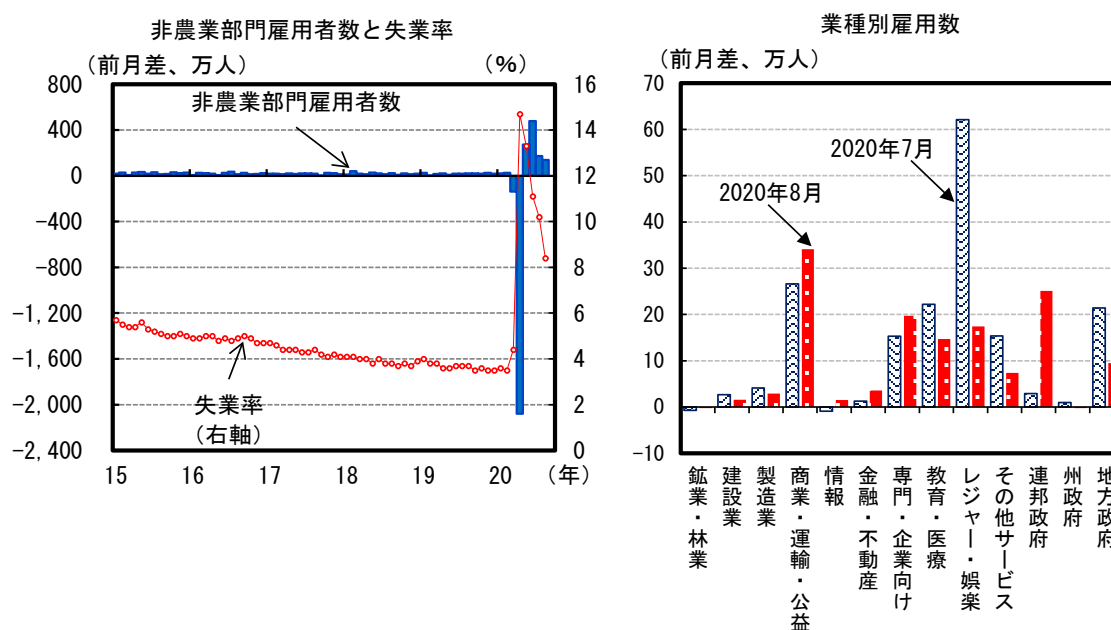 非農業部門雇用者数と失業率
(前月差、万人)
(%)
800
400
0
-400
-800
-1,200
-1,600
-2,000
-2,400
16
14
12
10
8
6
4
2
0
非農業部門雇用者数
失業率
(右軸)
15
16
17
18
19
20
(年)
業種別雇用数
(前月差、万人)
70
60
50
40
30
20
10
0
-10
2020年7月
2020年8月
鉱業・林業
建設業
製造業
商業・運輸・公益
情報
金融・不動産
専門・企業向け
教育・医療
レジャー・娯楽
その他サービス
連邦政府
州政府
地方政府